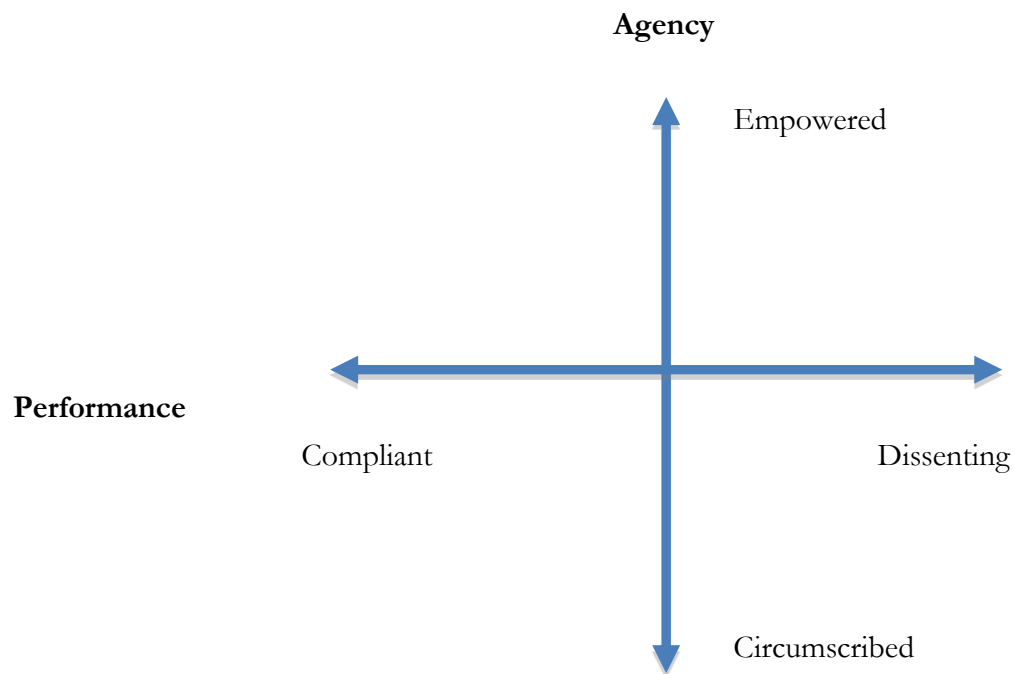 Agency
Empowered
Performance
Compliant
Dissenting
Circumscribed